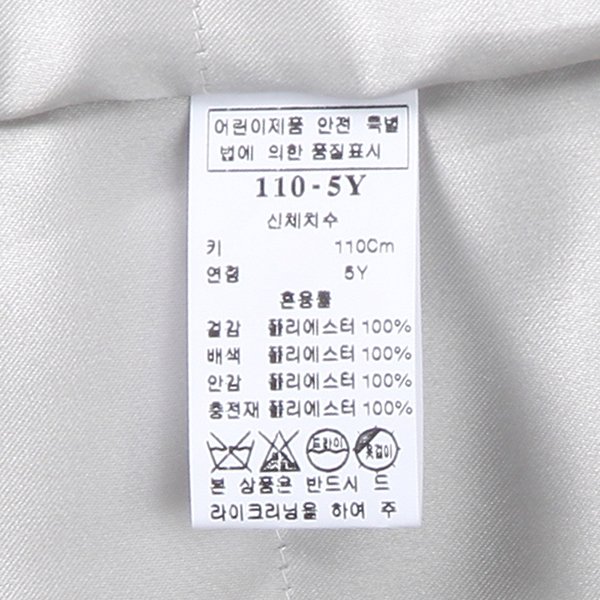 어린이제품 안전 특별
법에 의한 품질표시
110-5Y
신체치수
키 110Cm
연령 5Y
혼용률
겉감 폴리에스터 100%
배색 폴리에스터 100%
안감 폴리에스터 100%
충전재 폴리에스터 100%
드라이 옷걸이
본 상품은 반드시 드
라이크리닝을 하여 주